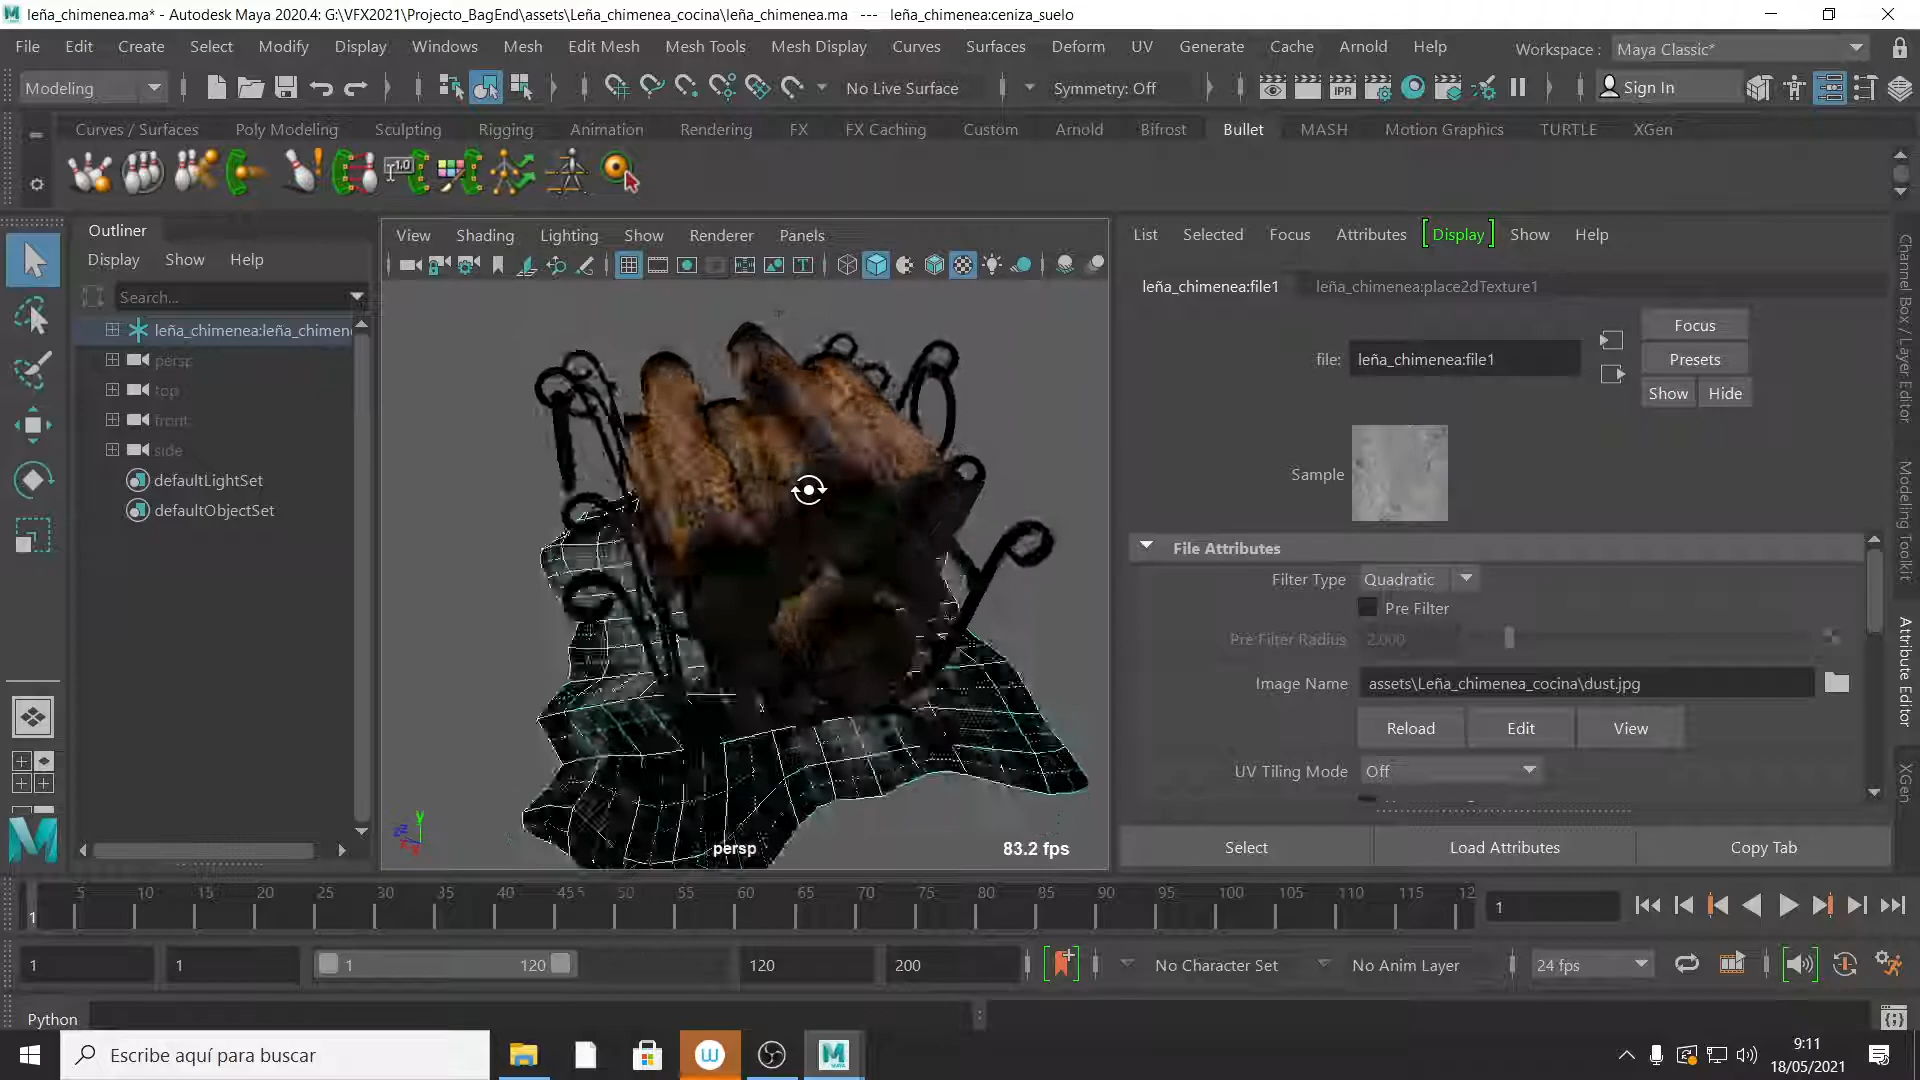 leña_chimenea.ma* - Autodesk Maya 2020.4: G:\VFX2021\Projecto_BagEnd\assets\Leña_chimenea_cocina\leña_chimenea.ma --- leña_chimenea:ceniza_suelo
File Edit Create Select Modify Display Windows Mesh Edit Mesh Mesh Tools Mesh Display Curves Surfaces Deform UV Generate Cache Arnold Help Workspace : Maya Classic*
Modeling No Live Surface Symmetry: Off Sign In
Curves / Surfaces Poly Modeling Sculpting Rigging Animation Rendering FX FX Caching Custom Arnold Bifrost Bullet MASH Motion Graphics TURTLE XGen
Outliner
Display Show Help
Search...
leña_chimenea:leña_chimen
persp
top
front
side
defaultLightSet
defaultObjectSet
View Shading Lighting Show Renderer Panels
persp
83.2 fps
List Selected Focus Attributes Display Show Help
leña_chimenea:file1 leña_chimenea:place2dTexture1
file: leña_chimenea:file1
Focus
Presets
Show Hide
Sample
File Attributes
Filter Type Quadratic
Pre Filter
Pre Filter Radius 2.000
Image Name assets\Leña_chimenea_cocina\dust.jpg
Reload Edit View
UV Tiling Mode Off
Select Load Attributes Copy Tab
Channel Box / Layer Editor
Modeling Toolkit
Attribute Editor
XGen
5 10 15 20 25 30 35 40 45 5 50 55 60 65 70 75 80 85 90 95 100 105 110 115 12
1 1
1 1 1 120 120 200 No Character Set No Anim Layer 24 fps
Python
Escribe aquí para buscar
9:11
18/05/2021